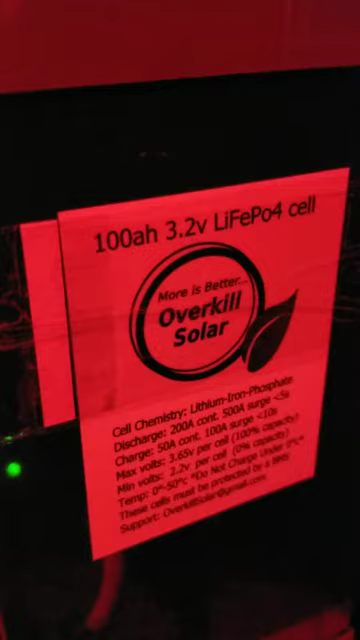 100ah 3.2v LiFePo4 cell
More is Better...
Overkill
Solar
Cell Chemistry: Lithium-Iron-Phosphate
Discharge: 200A cont. 500A surge <5s
Charge: 50A cont. 100A surge <10s
Max volts: 3.65v per cell (100% capacity)
Min volts: 2.2v per cell (0% capacity)
Temp: 0°-50°c *Do Not Charge Under 0°c*
These cells must be protected by a BMS
Support: OverkillSolar@gmail.com